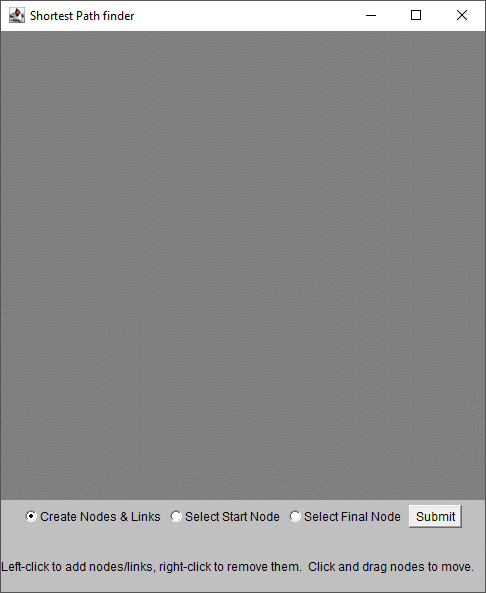 Shortest Path finder
Create Nodes & Links Select Start Node Select Final Node Submit
Left-click to add nodes/links, right-click to remove them.  Click and drag nodes to move.